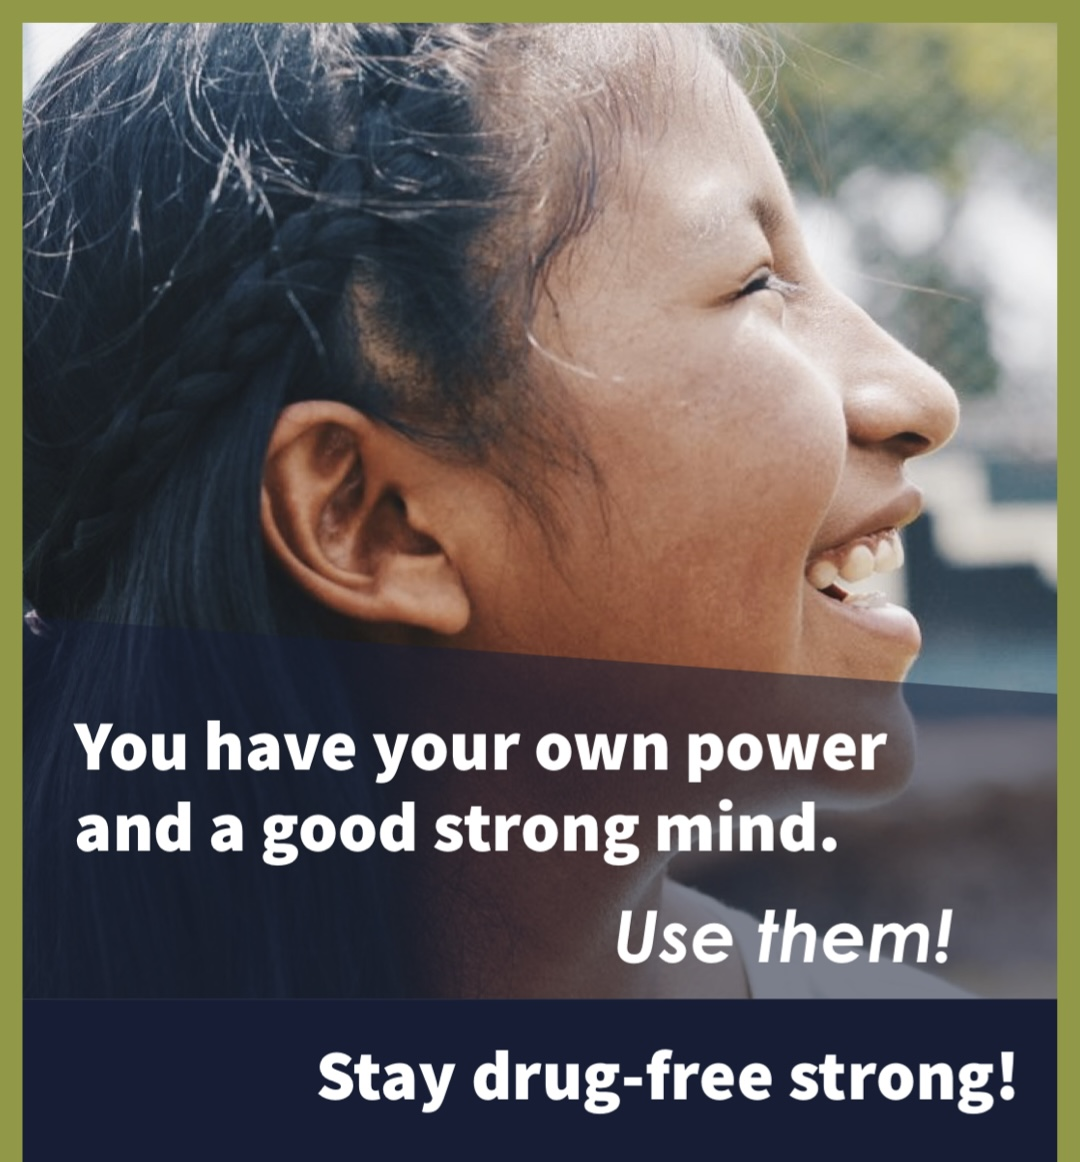 You have your own power
and a good strong mind.
Use them!
Stay drug-free strong!